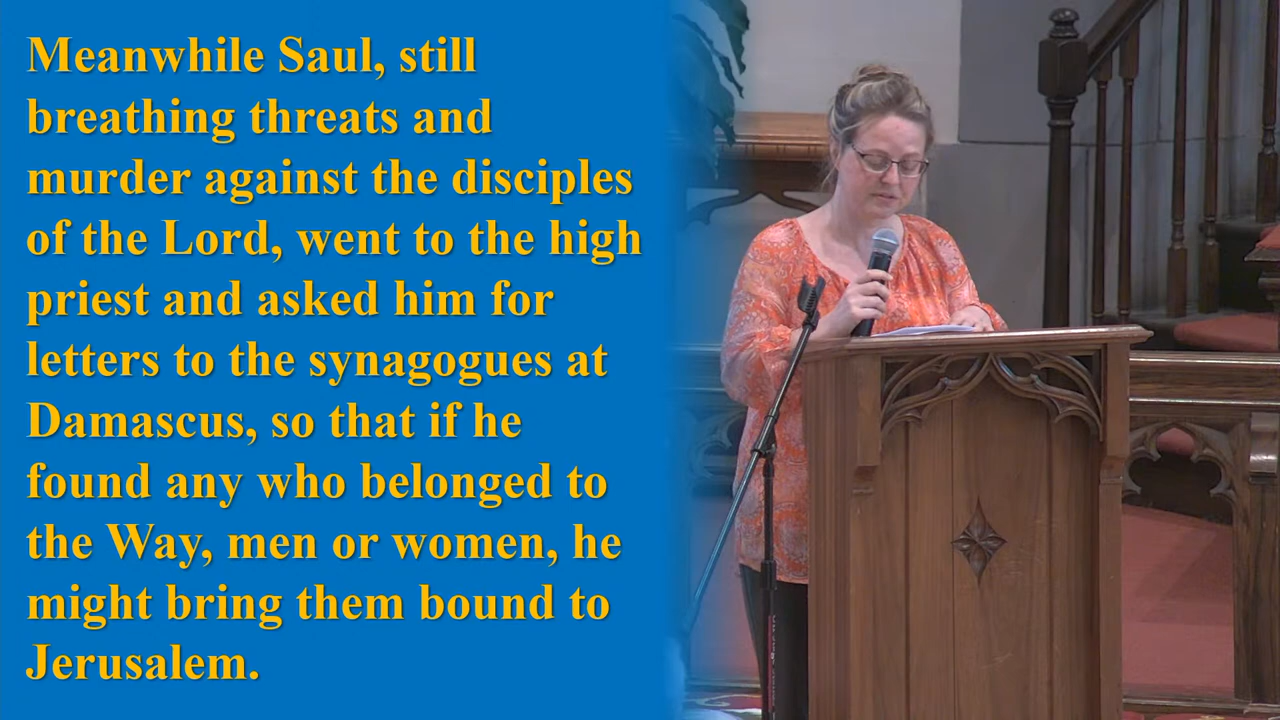 Meanwhile Saul, still
breathing threats and
murder against the disciples
of the Lord, went to the high
priest and asked him for
letters to the synagogues at
Damascus, so that if he
found any who belonged to
the Way, men or women, he
might bring them bound to
Jerusalem.